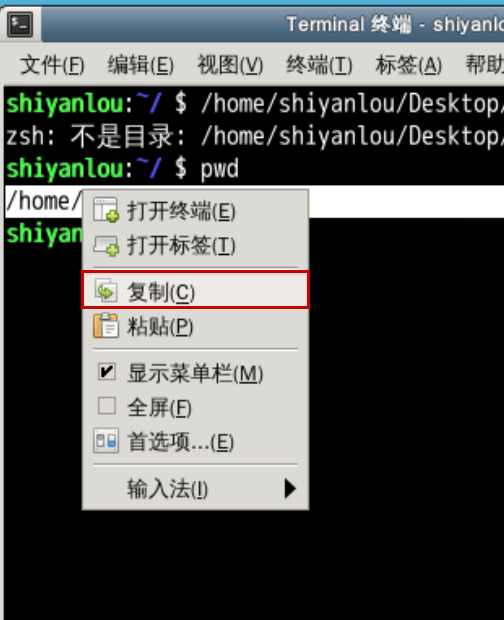 Terminal 终端 - shiyanlo
文件(F) 编辑(E) 视图(V) 终端(T) 标签(A) 帮助
shiyanlou:~/ $ /home/shiyanlou/Desktop/
zsh: 不是目录: /home/shiyanlou/Desktop/
shiyanlou:~/ $ pwd
/home/
shiyan
打开终端(E)
打开标签(T)
复制(C)
粘贴(P)
显示菜单栏(M)
全屏(F)
首选项...(E)
输入法(I)